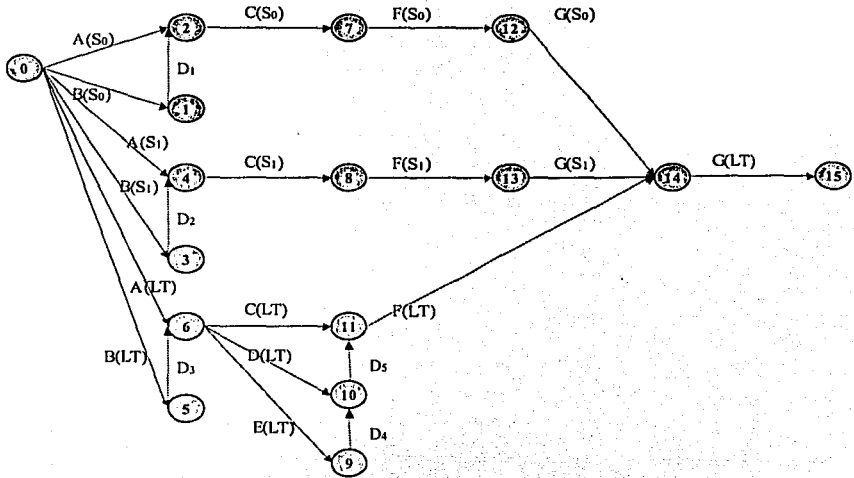 C(S₀)
F(S₀)
G(S₀)
A(S₀)
2
7
12
0
D₁
B(S₀)
1
A(S₁)
C(S₁)
F(S₁)
G(S₁)
G(LT)
4
8
13
14
15
B(S₁)
D₂
3
A(LT)
C(LT)
F(LT)
6
11
B(LT)
D₃
D(LT)
D₅
5
10
E(LT)
D₄
9